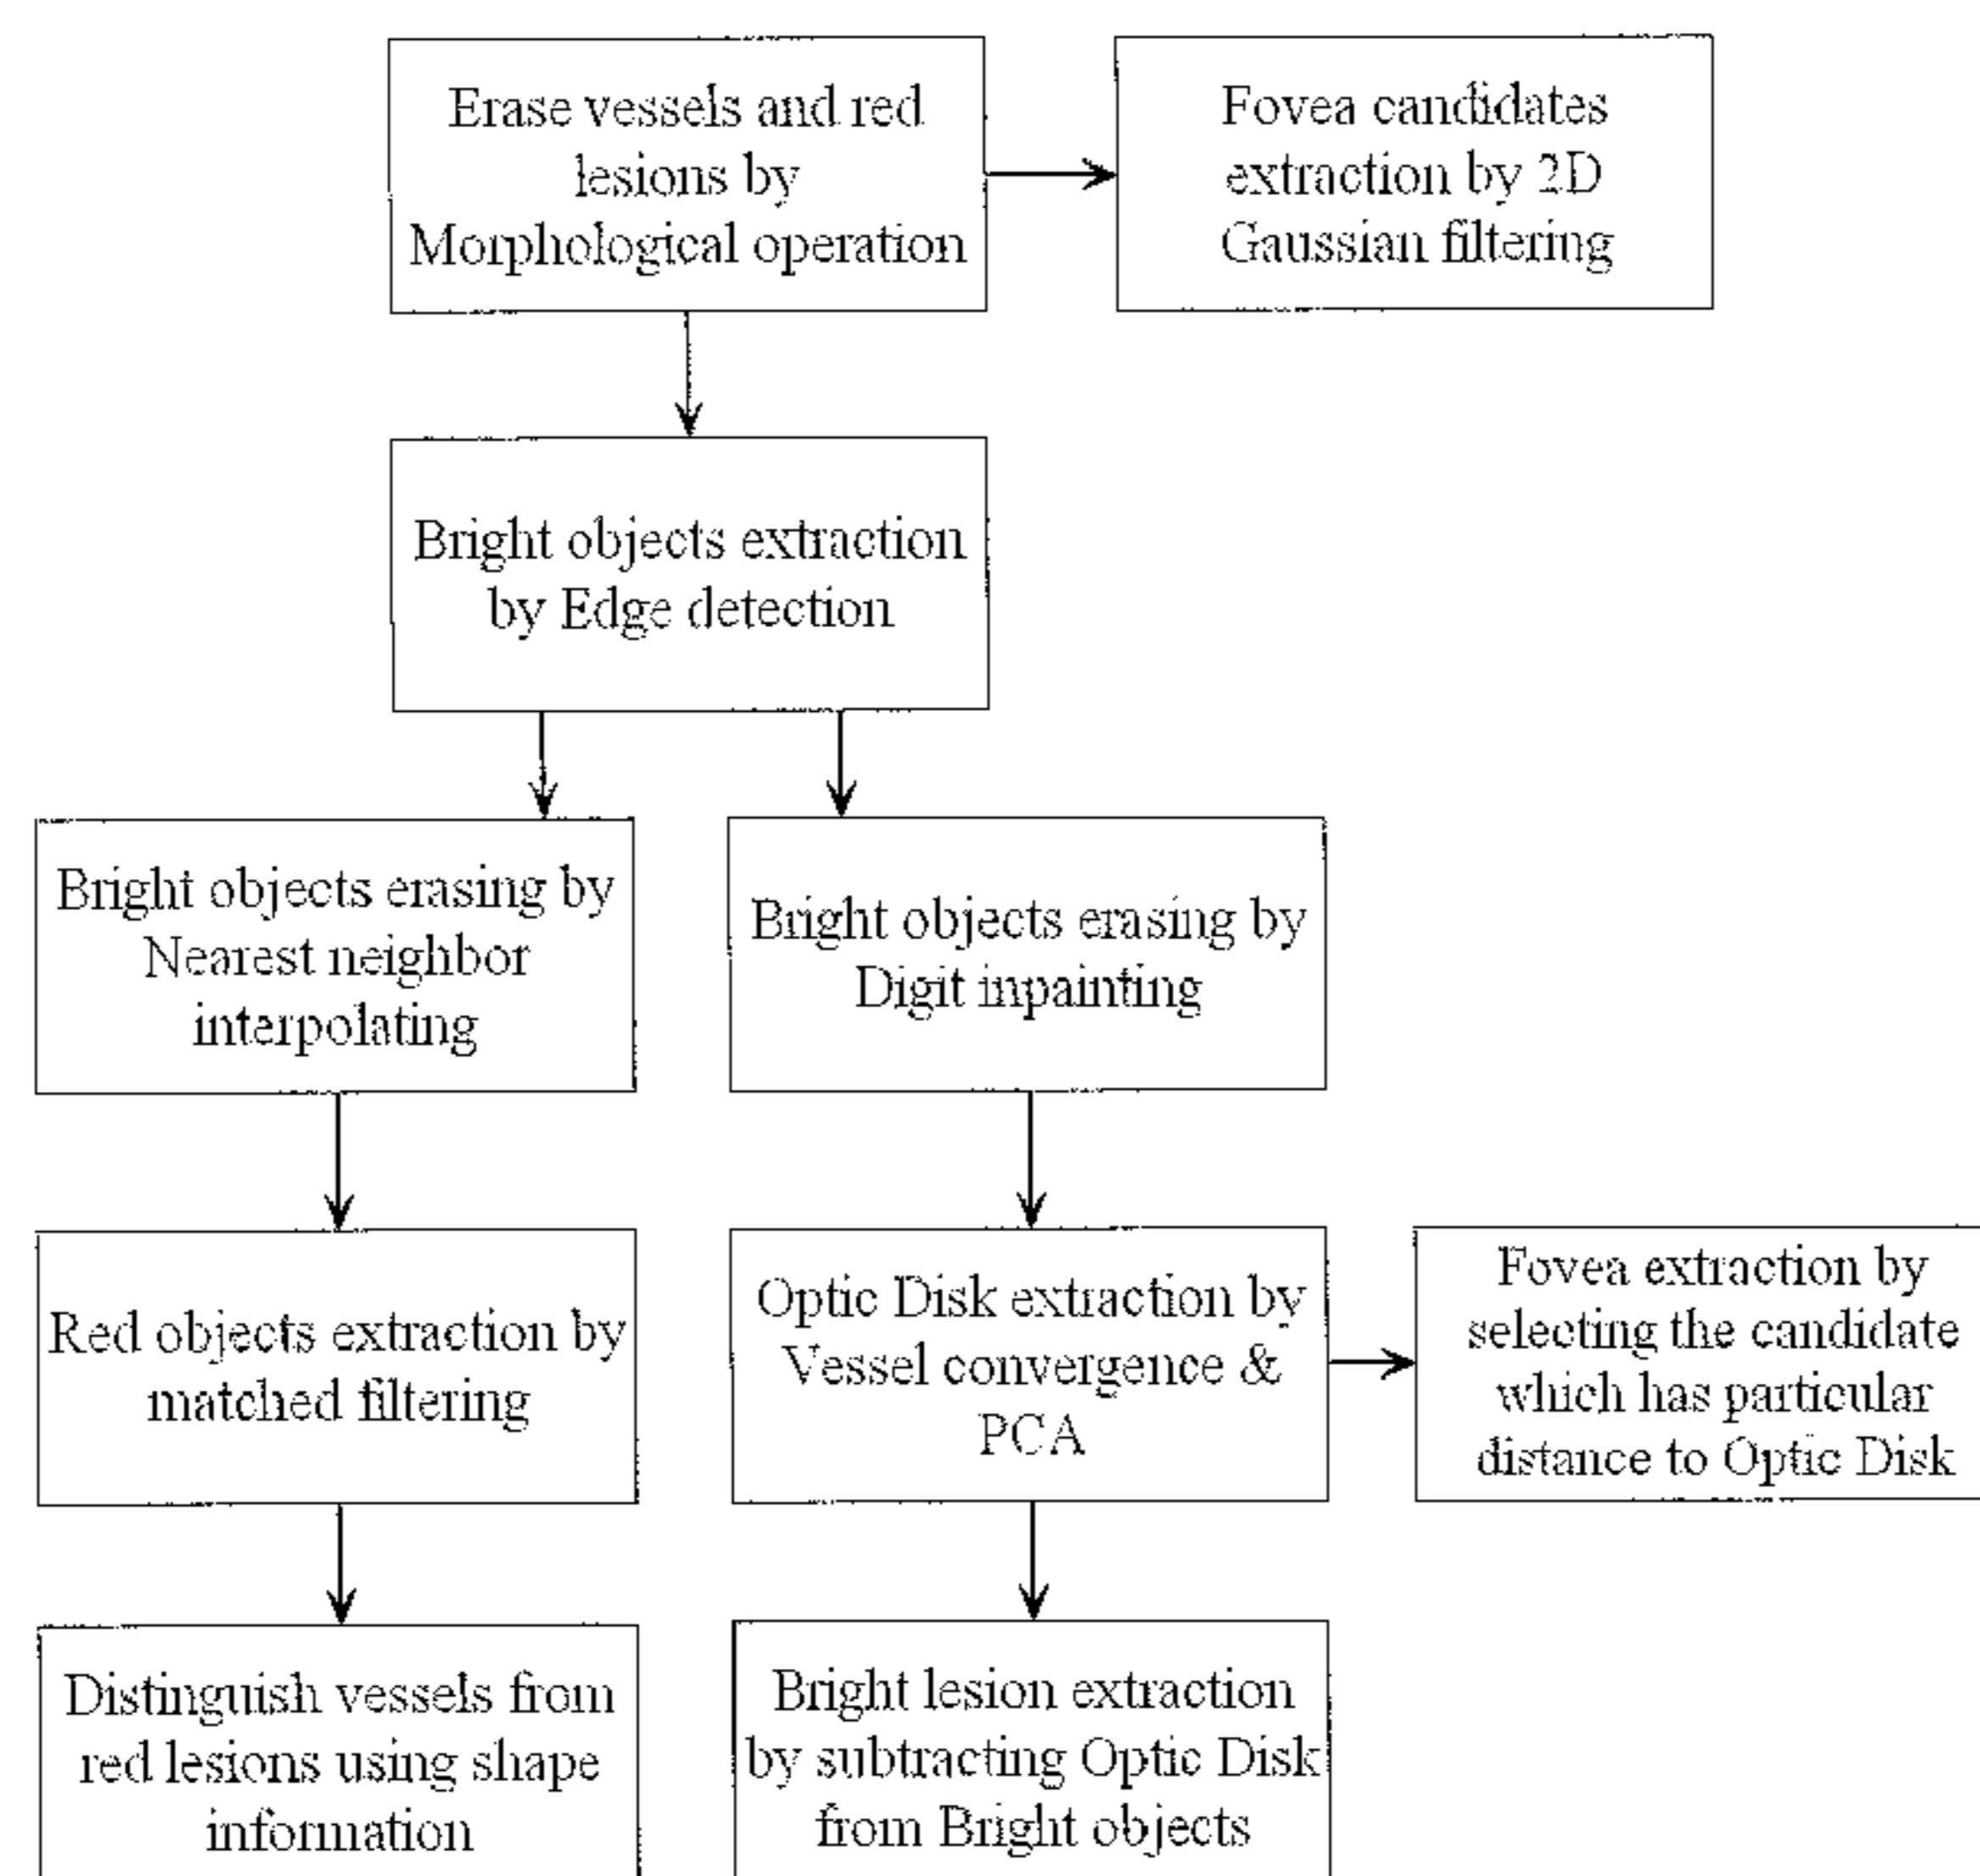 Erase vessels and red
lesions by
Morphological operation
Fovea candidates
extraction by 2D
Gaussian filtering
Bright objects extraction
by Edge detection
Bright objects erasing by
Nearest neighbor
interpolating
Bright objects erasing by
Digit inpainting
Red objects extraction by
matched filtering
Optic Disk extraction by
Vessel convergence &
PCA
Fovea extraction by
selecting the candidate
which has particular
distance to Optic Disk
Distinguish vessels from
red lesions using shape
information
Bright lesion extraction
by subtracting Optic Disk
from Bright objects